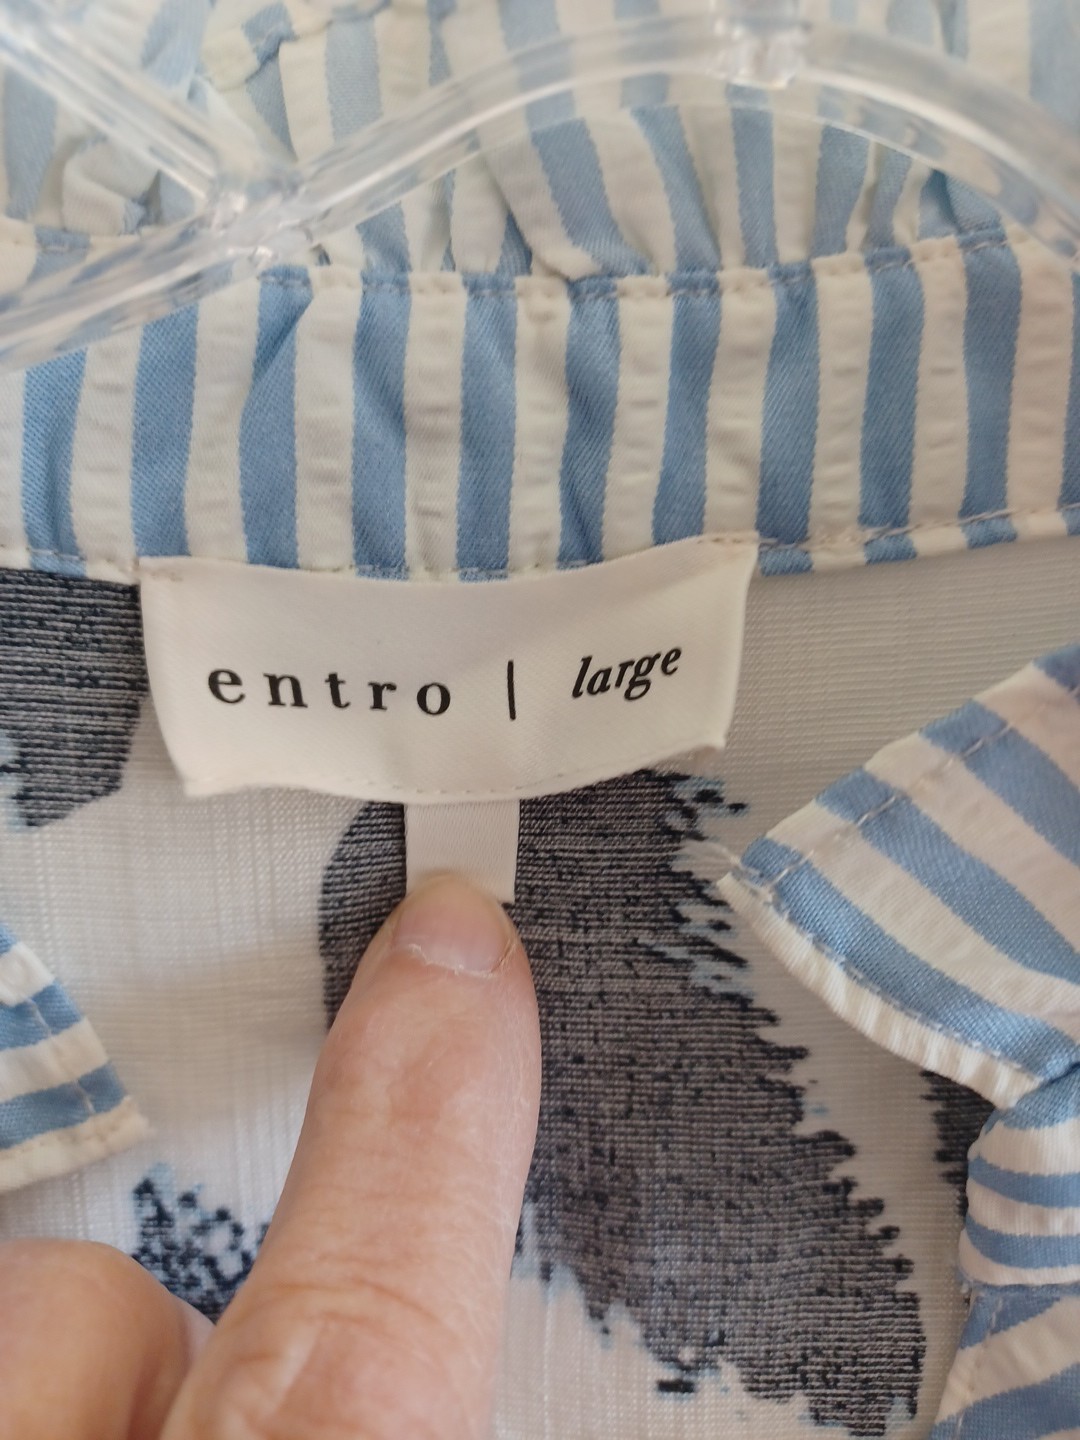 entro | large